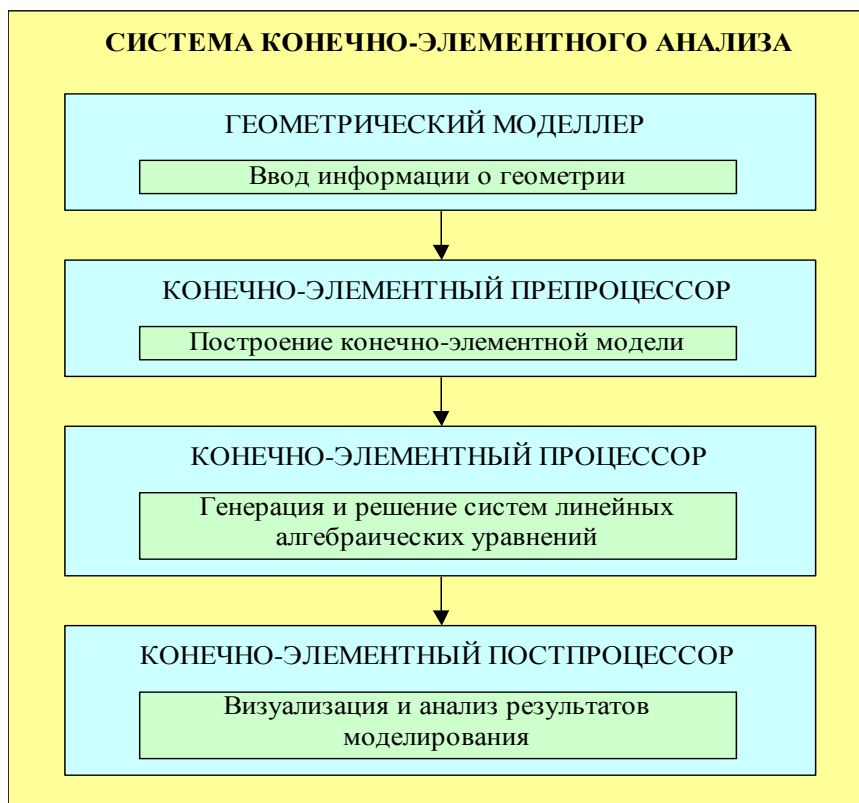 СИСТЕМА КОНЕЧНО-ЭЛЕМЕНТНОГО АНАЛИЗА
ГЕОМЕТРИЧЕСКИЙ МОДЕЛЛЕР
Ввод информации о геометрии
КОНЕЧНО-ЭЛЕМЕНТНЫЙ ПРЕПРОЦЕССОР
Построение конечно-элементной модели
КОНЕЧНО-ЭЛЕМЕНТНЫЙ ПРОЦЕССОР
Генерация и решение систем линейных
алгебраических уравнений
КОНЕЧНО-ЭЛЕМЕНТНЫЙ ПОСТПРОЦЕССОР
Визуализация и анализ результатов
моделирования